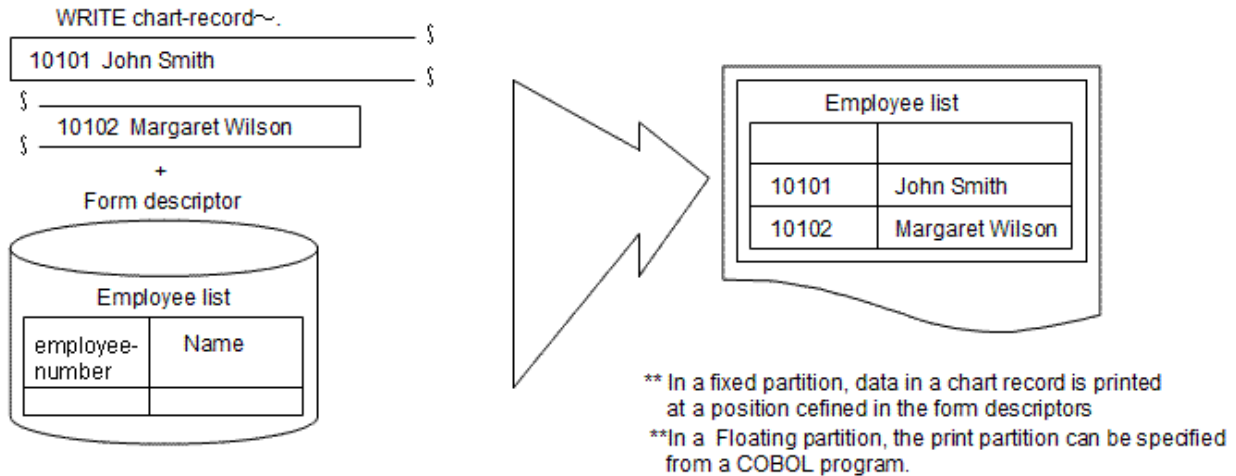 WRITE chart-record～.
10101 John Smith
10102 Margaret Wilson
+
Form descriptor
Employee list
employee-
number
Name
Employee list
10101 John Smith
10102 Margaret Wilson
** In a fixed partition, data in a chart record is printed
at a position cefined in the form descriptors
**In a Floating partition, the print partition can be specified
from a COBOL program.